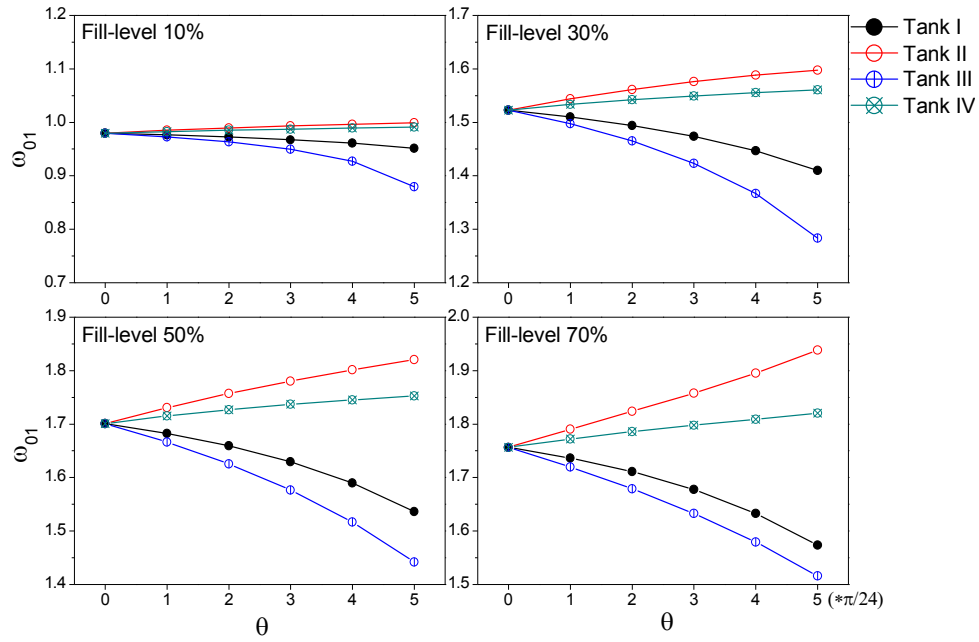 Fill-level 10%
ω01
1.2
1.1
1.0
0.9
0.8
0.7
0 1 2 3 4 5
Fill-level 30%
1.7
1.6
1.5
1.4
1.3
1.2
0 1 2 3 4 5
Tank I
Tank II
Tank III
Tank IV
Fill-level 50%
ω01
1.9
1.8
1.7
1.6
1.5
1.4
0 1 2 3 4 5
θ
Fill-level 70%
2.0
1.9
1.8
1.7
1.6
1.5
0 1 2 3 4 5 (*π/24)
θ